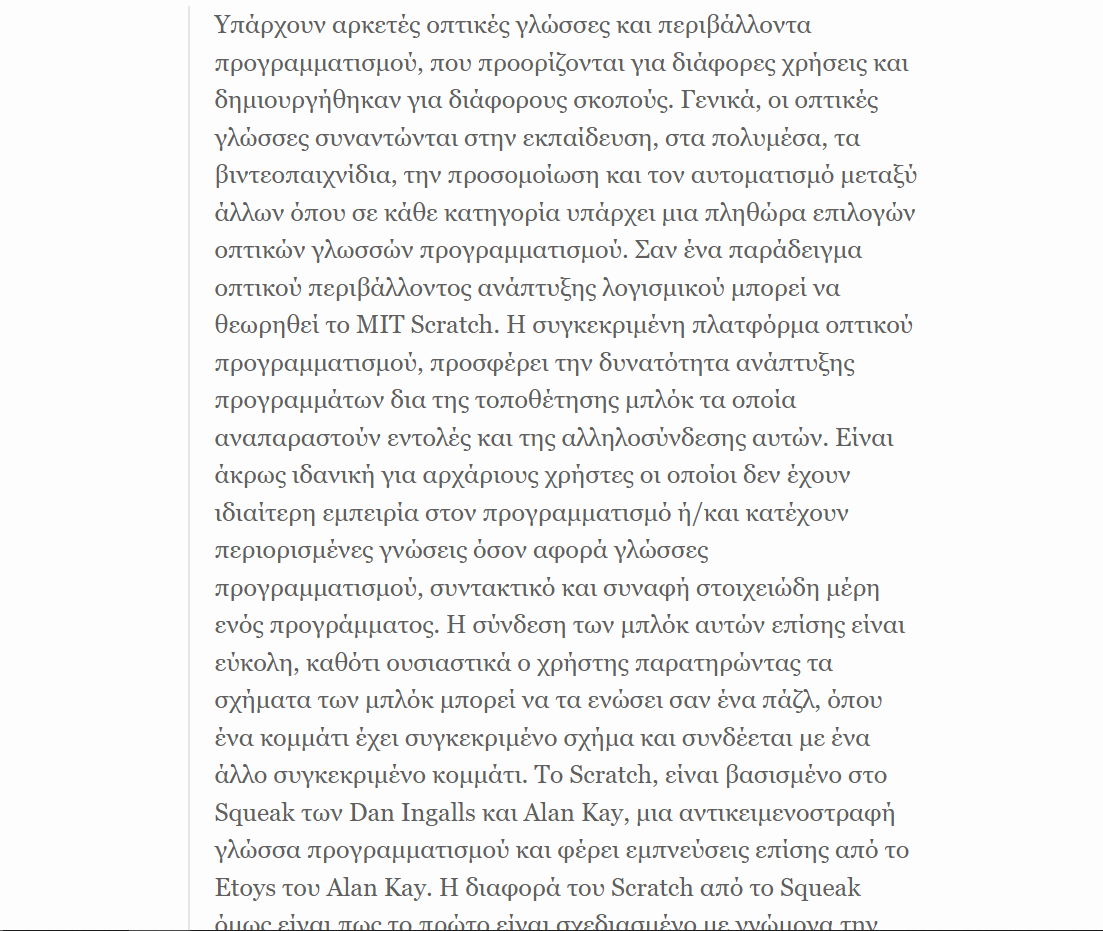 Υπάρχουν αρκετές οπτικές γλώσσες και περιβάλλοντα
προγραμματισμού, που προορίζονται για διάφορες χρήσεις και
δημιουργήθηκαν για διάφορους σκοπούς. Γενικά, οι οπτικές
γλώσσες συναντώνται στην εκπαίδευση, στα πολυμέσα, τα
βιντεοπαιχνίδια, την προσομοίωση και τον αυτοματισμό μεταξύ
άλλων όπου σε κάθε κατηγορία υπάρχει μια πληθώρα επιλογών
οπτικών γλωσσών προγραμματισμού. Σαν ένα παράδειγμα
οπτικού περιβάλλοντος ανάπτυξης λογισμικού μπορεί να
θεωρηθεί το MIT Scratch. Η συγκεκριμένη πλατφόρμα οπτικού
προγραμματισμού, προσφέρει την δυνατότητα ανάπτυξης
προγραμμάτων δια της τοποθέτησης μπλόκ τα οποία
αναπαραστούν εντολές και της αλληλοσύνδεσης αυτών. Είναι
άκρως ιδανική για αρχάριους χρήστες οι οποίοι δεν έχουν
ιδιαίτερη εμπειρία στον προγραμματισμό ή/και κατέχουν
περιορισμένες γνώσεις όσον αφορά γλώσσες
προγραμματισμού, συντακτικό και συναφή στοιχειώδη μέρη
ενός προγράμματος. Η σύνδεση των μπλόκ αυτών επίσης είναι
εύκολη, καθότι ουσιαστικά ο χρήστης παρατηρώντας τα
σχήματα των μπλόκ μπορεί να τα ενώσει σαν ένα πάζλ, όπου
ένα κομμάτι έχει συγκεκριμένο σχήμα και συνδέεται με ένα
άλλο συγκεκριμένο κομμάτι. Το Scratch, είναι βασισμένο στο
Squeak των Dan Ingalls και Alan Kay, μια αντικειμενοστραφή
γλώσσα προγραμματισμού και φέρει εμπνεύσεις επίσης από το
Etoys του Alan Kay. Η διαφορά του Scratch από το Squeak
όμως είναι πως το πρώτο είναι σχεδιασμένο με γνώμονα την